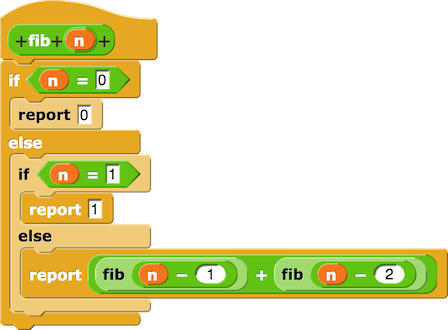 +fib+ n +
if n = 0
report 0
else
if n = 1
report 1
else
report fib n − 1 + fib n − 2